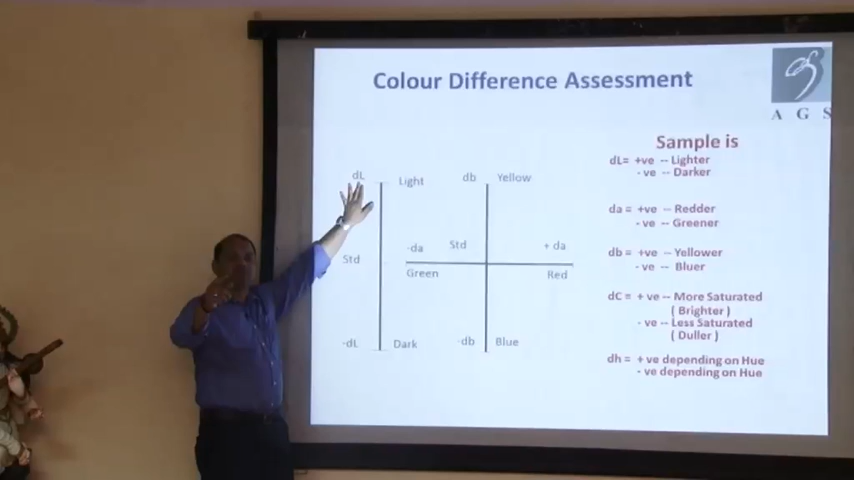 Colour Difference Assessment
A G S
Sample is
dL= +ve -- Lighter
- ve -- Darker
da = +ve -- Redder
- ve -- Greener
db = +ve -- Yellower
- ve -- Bluer
dC = + ve -- More Saturated
( Brighter )
- ve -- Less Saturated
( Duller )
dh = +ve depending on Hue
- ve depending on Hue
dL Light db Yellow
Std -da Std + da
Green Red
-dL Dark -db Blue